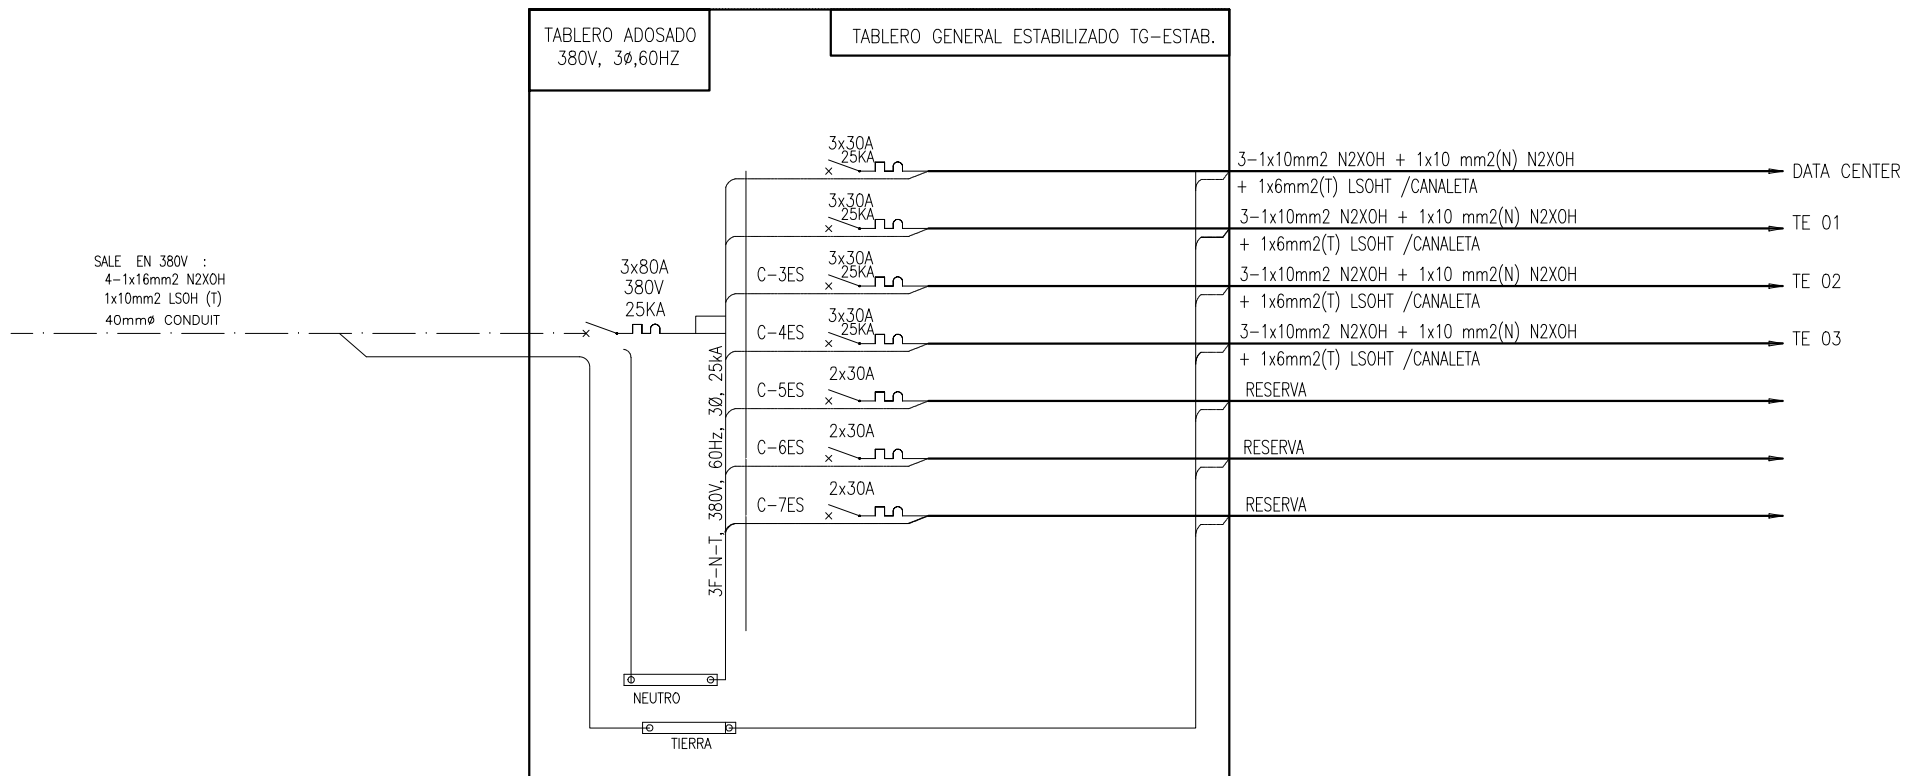 TABLERO ADOSADO
380V, 3Ø,60HZ
TABLERO GENERAL ESTABILIZADO TG-ESTAB.
SALE EN 380V :
4-1x16mm2 N2XOH
1x10mm2 LSOH (T)
40mmø CONDUIT
3x80A
380V
25KA
3F-N-T, 380V, 60Hz, 3Ø, 25kA
3x30A
25KA
3-1x10mm2 N2XOH + 1x10 mm2(N) N2XOH
+ 1x6mm2(T) LSOHT /CANALETA
DATA CENTER
3x30A
25KA
3-1x10mm2 N2XOH + 1x10 mm2(N) N2XOH
+ 1x6mm2(T) LSOHT /CANALETA
TE 01
C-3ES
3x30A
25KA
3-1x10mm2 N2XOH + 1x10 mm2(N) N2XOH
+ 1x6mm2(T) LSOHT /CANALETA
TE 02
C-4ES
3x30A
25KA
3-1x10mm2 N2XOH + 1x10 mm2(N) N2XOH
+ 1x6mm2(T) LSOHT /CANALETA
TE 03
C-5ES
2x30A
RESERVA
C-6ES
2x30A
RESERVA
C-7ES
2x30A
RESERVA
NEUTRO
TIERRA